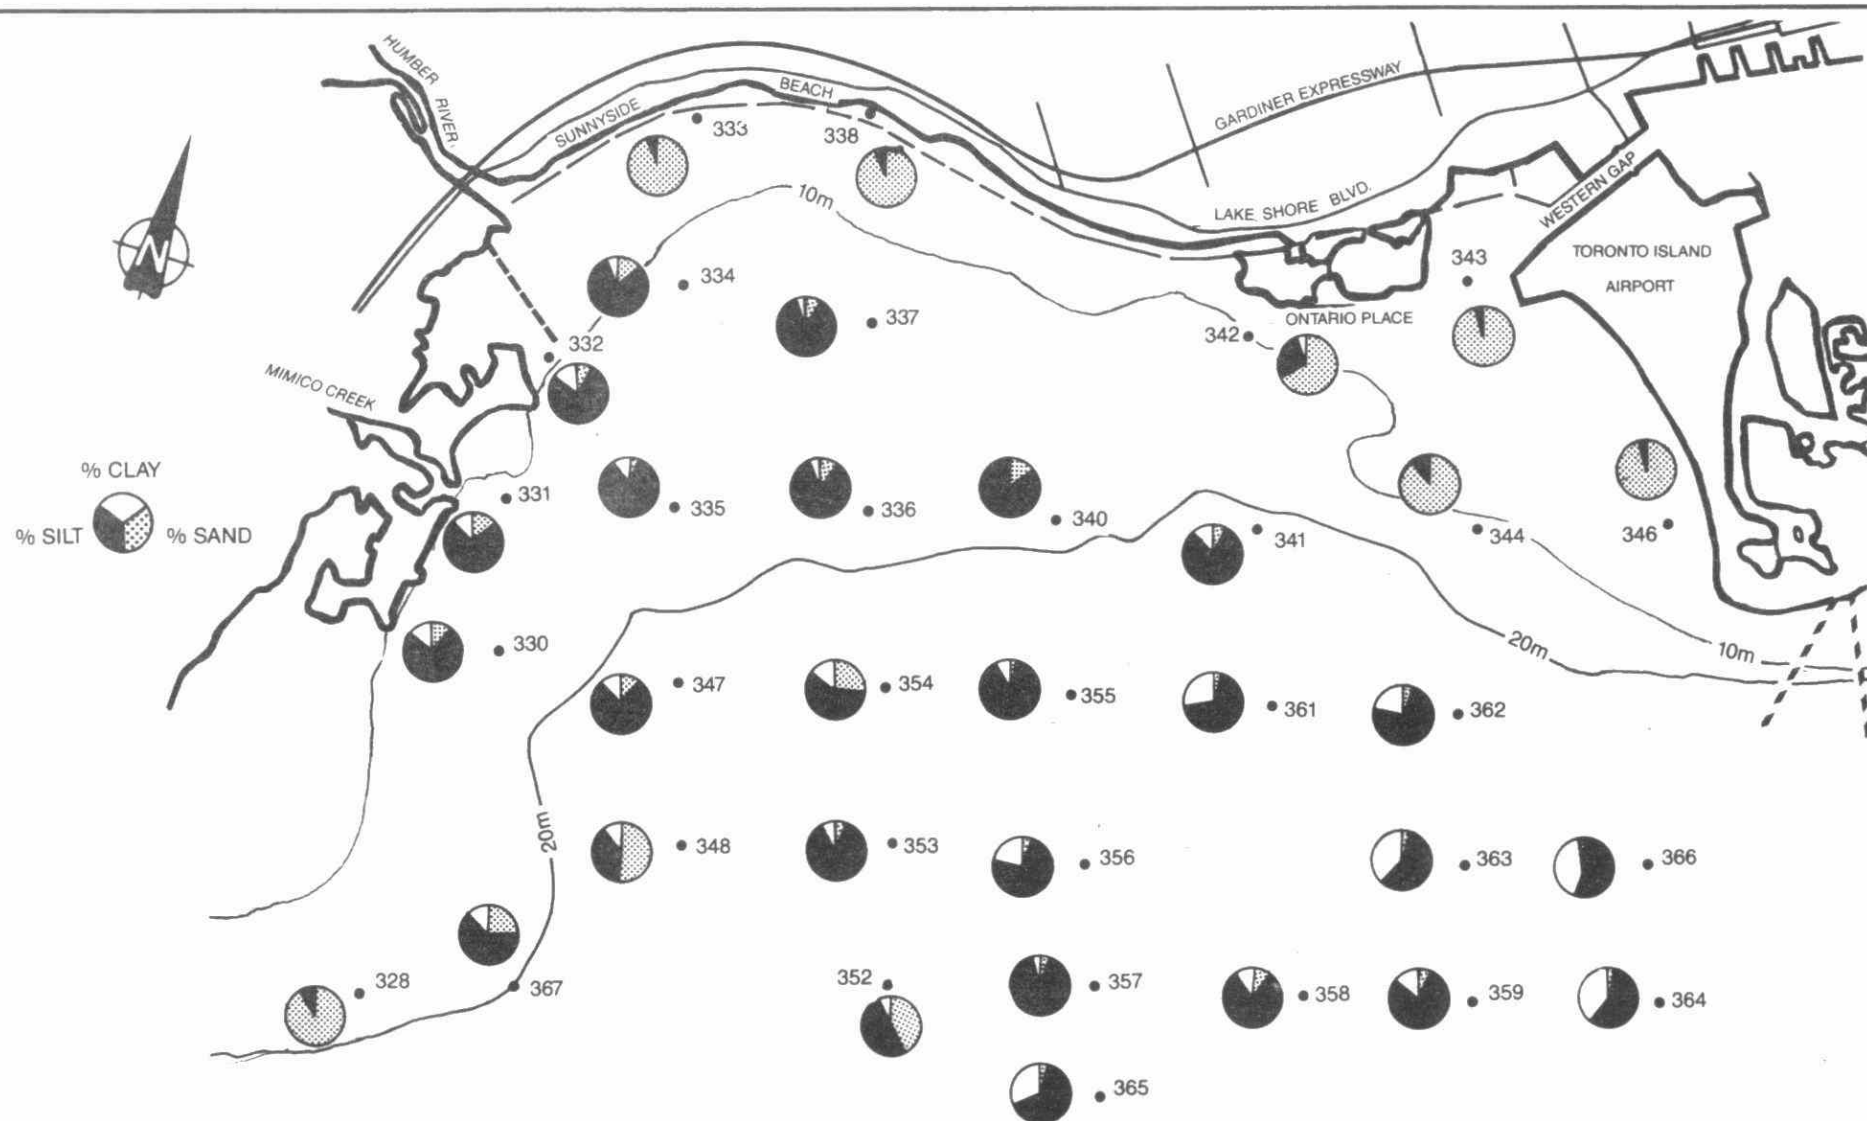 HUMBER
RIVER
SUNNYSIDE
BEACH
GARDINER EXPRESSWAY
333
338
10m
LAKE SHORE BLVD.
WESTERN GAP
TORONTO ISLAND
AIRPORT
N
334
343
337
ONTARIO PLACE
332
342
MIMICO CREEK
% CLAY
% SILT
% SAND
331
335
336
340
341
344
346
330
20m
10m
347
354
355
361
362
20m
348
353
356
363
366
328
367
352
357
358
359
364
365